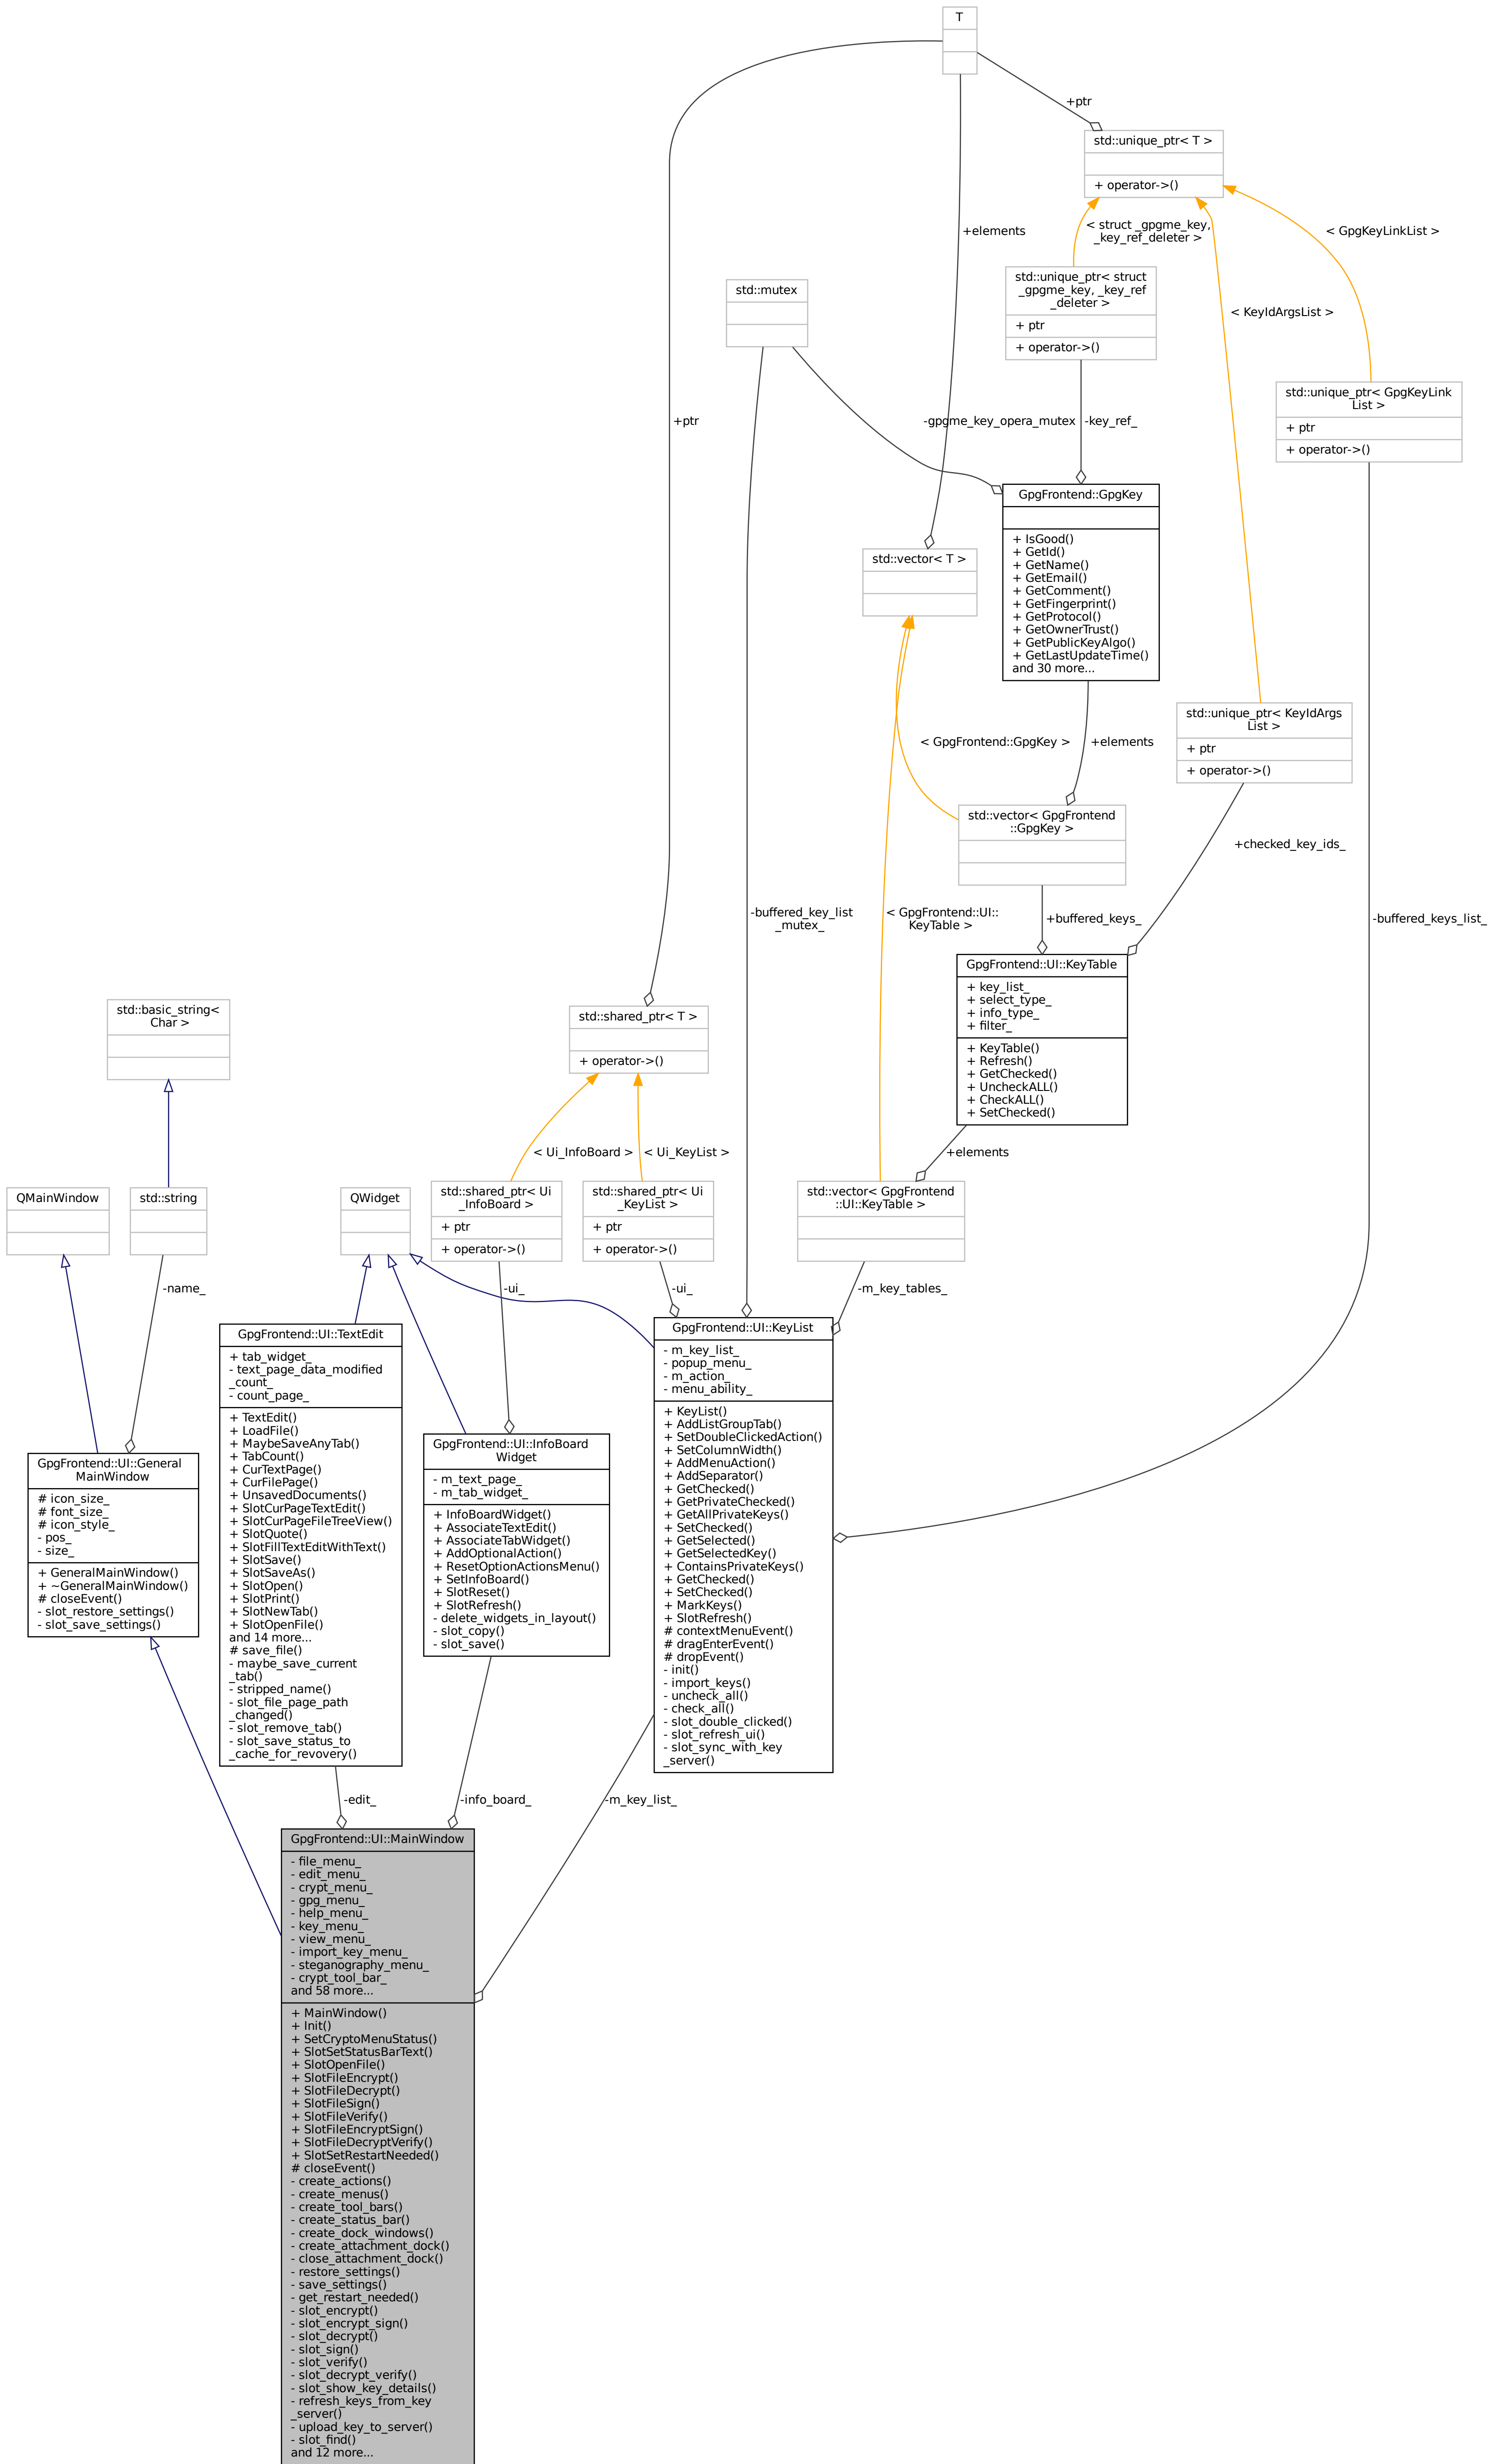 T
+ptr
std::unique_ptr< T >
+ operator->()
+elements
< struct _gpgme_key,
_key_ref_deleter >
< GpgKeyLinkList >
std::unique_ptr< struct
_gpgme_key, _key_ref
_deleter >
+ ptr
+ operator->()
std::mutex
< KeyIdArgsList >
std::unique_ptr< GpgKeyLink
List >
+ ptr
+ operator->()
+ptr
-gpgme_key_opera_mutex
-key_ref_
GpgFrontend::GpgKey
+ IsGood()
+ GetId()
+ GetName()
+ GetEmail()
+ GetComment()
+ GetFingerprint()
+ GetProtocol()
+ GetOwnerTrust()
+ GetPublicKeyAlgo()
+ GetLastUpdateTime()
and 30 more...
std::vector< T >
std::unique_ptr< KeyIdArgs
List >
+ ptr
+ operator->()
< GpgFrontend::GpgKey >
+elements
std::vector< GpgFrontend
::GpgKey >
+checked_key_ids_
-buffered_key_list
_mutex_
< GpgFrontend::UI::
KeyTable >
+buffered_keys_
-buffered_keys_list_
GpgFrontend::UI::KeyTable
+ key_list_
+ select_type_
+ info_type_
+ filter_
+ KeyTable()
+ Refresh()
+ GetChecked()
+ UncheckALL()
+ CheckALL()
+ SetChecked()
std::basic_string<
Char >
std::shared_ptr< T >
+ operator->()
< Ui_InfoBoard >
< Ui_KeyList >
+elements
QMainWindow
std::string
QWidget
std::shared_ptr< Ui
_InfoBoard >
+ ptr
+ operator->()
std::shared_ptr< Ui
_KeyList >
+ ptr
+ operator->()
std::vector< GpgFrontend
::UI::KeyTable >
-name_
-ui_
-ui_
-m_key_tables_
GpgFrontend::UI::General
MainWindow
# icon_size_
# font_size_
# icon_style_
- pos_
- size_
+ GeneralMainWindow()
+ ~GeneralMainWindow()
# closeEvent()
- slot_restore_settings()
- slot_save_settings()
GpgFrontend::UI::TextEdit
+ tab_widget_
- text_page_data_modified
_count_
- count_page_
+ TextEdit()
+ LoadFile()
+ MaybeSaveAnyTab()
+ TabCount()
+ CurTextPage()
+ CurFilePage()
+ UnsavedDocuments()
+ SlotCurPageTextEdit()
+ SlotCurPageFileTreeView()
+ SlotQuote()
+ SlotFillTextEditWithText()
+ SlotSave()
+ SlotSaveAs()
+ SlotOpen()
+ SlotPrint()
+ SlotNewTab()
+ SlotOpenFile()
and 14 more...
# save_file()
- maybe_save_current
_tab()
- stripped_name()
- slot_file_page_path
_changed()
- slot_remove_tab()
- slot_save_status_to
_cache_for_revovery()
GpgFrontend::UI::InfoBoard
Widget
- m_text_page_
- m_tab_widget_
+ InfoBoardWidget()
+ AssociateTextEdit()
+ AssociateTabWidget()
+ AddOptionalAction()
+ ResetOptionActionsMenu()
+ SetInfoBoard()
+ SlotReset()
+ SlotRefresh()
- delete_widgets_in_layout()
- slot_copy()
- slot_save()
GpgFrontend::UI::KeyList
- m_key_list_
- popup_menu_
- m_action_
- menu_ability_
+ KeyList()
+ AddListGroupTab()
+ SetDoubleClickedAction()
+ SetColumnWidth()
+ AddMenuAction()
+ AddSeparator()
+ GetChecked()
+ GetPrivateChecked()
+ GetAllPrivateKeys()
+ SetChecked()
+ GetSelected()
+ GetSelectedKey()
+ ContainsPrivateKeys()
+ GetChecked()
+ SetChecked()
+ MarkKeys()
+ SlotRefresh()
# contextMenuEvent()
# dragEnterEvent()
# dropEvent()
- init()
- import_keys()
- uncheck_all()
- check_all()
- slot_double_clicked()
- slot_refresh_ui()
- slot_sync_with_key
_server()
-edit_
-info_board_
-m_key_list_
GpgFrontend::UI::MainWindow
- file_menu_
- edit_menu_
- crypt_menu_
- gpg_menu_
- help_menu_
- key_menu_
- view_menu_
- import_key_menu_
- steganography_menu_
- crypt_tool_bar_
and 58 more...
+ MainWindow()
+ Init()
+ SetCryptoMenuStatus()
+ SlotSetStatusBarText()
+ SlotOpenFile()
+ SlotFileEncrypt()
+ SlotFileDecrypt()
+ SlotFileSign()
+ SlotFileVerify()
+ SlotFileEncryptSign()
+ SlotFileDecryptVerify()
+ SlotSetRestartNeeded()
# closeEvent()
- create_actions()
- create_menus()
- create_tool_bars()
- create_status_bar()
- create_dock_windows()
- create_attachment_dock()
- close_attachment_dock()
- restore_settings()
- save_settings()
- get_restart_needed()
- slot_encrypt()
- slot_encrypt_sign()
- slot_decrypt()
- slot_sign()
- slot_verify()
- slot_decrypt_verify()
- slot_show_key_details()
- refresh_keys_from_key
_server()
- upload_key_to_server()
- slot_find()
and 12 more...